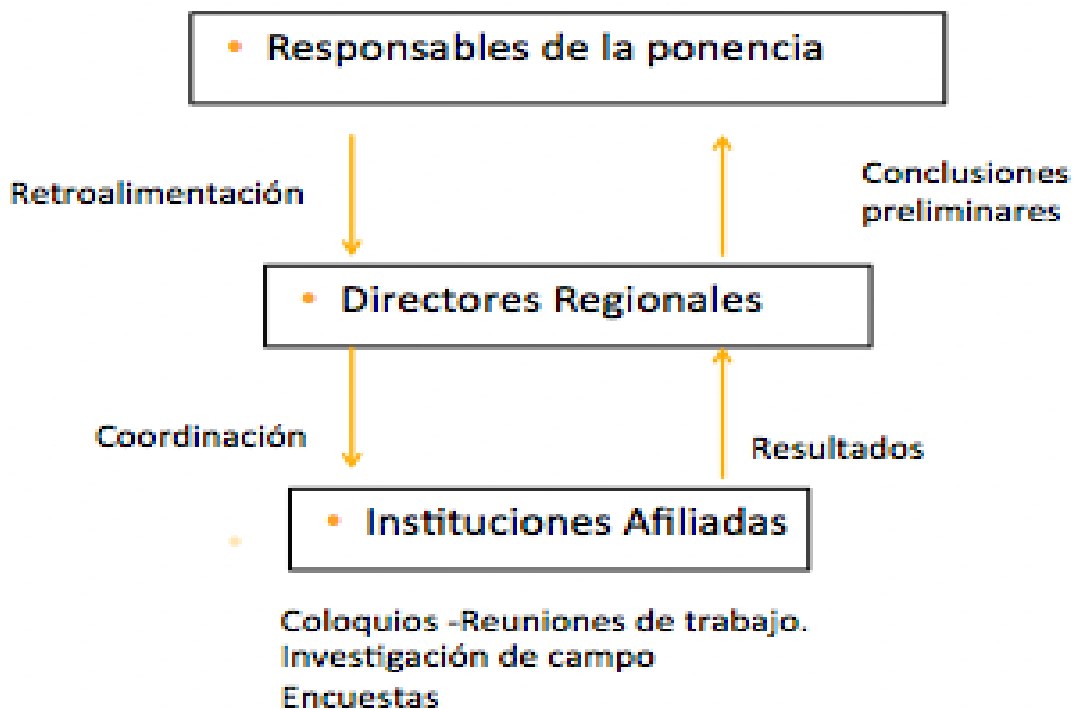 • Responsables de la ponencia
Retroalimentación
Conclusiones
preliminares
• Directores Regionales
Coordinación
Resultados
• Instituciones Afiliadas
Coloquios -Reuniones de trabajo.
Investigación de campo
Encuestas